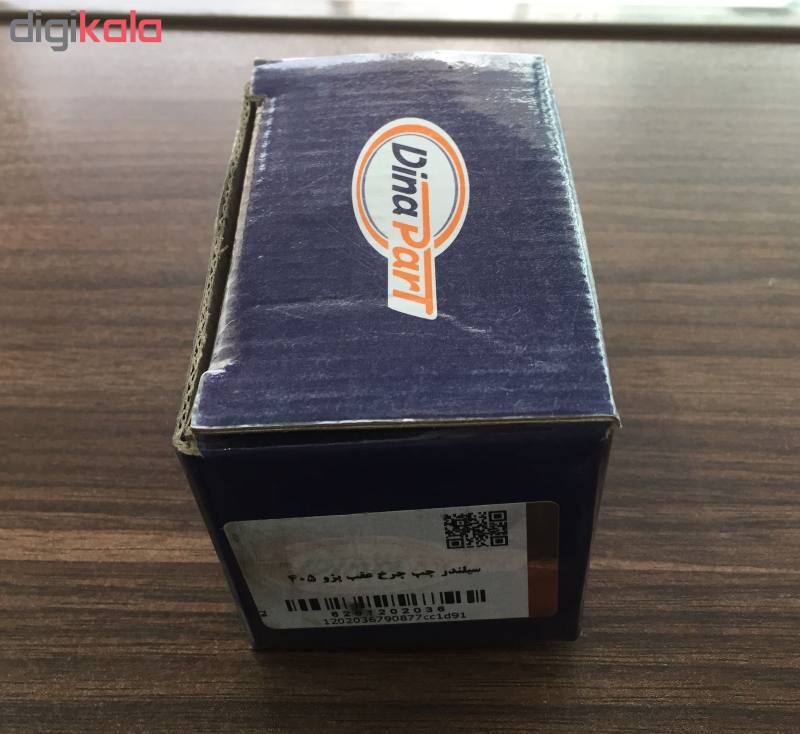 digikala
Dina Part
سیلندر چپ چرخ عقب پژو ۴۰۵
1202036790877cc1d91